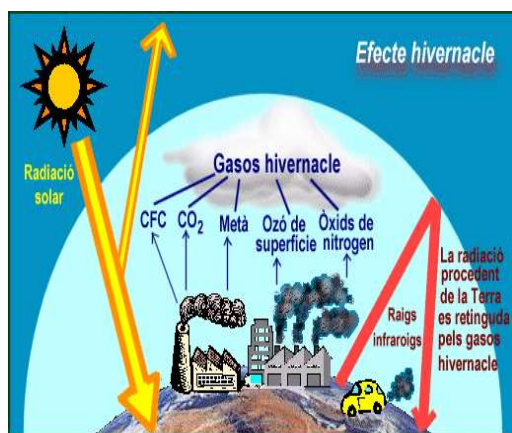 Efecte hivernacle
Radiació
solar
Gasos hivernacle
CFC
CO₂
Metà
Ozó de
superfície
Òxids de
nitrogen
Raigs
infraroigs
La radiació
procedent
de la Terra
es retinguda
pels gasos
hivernacle